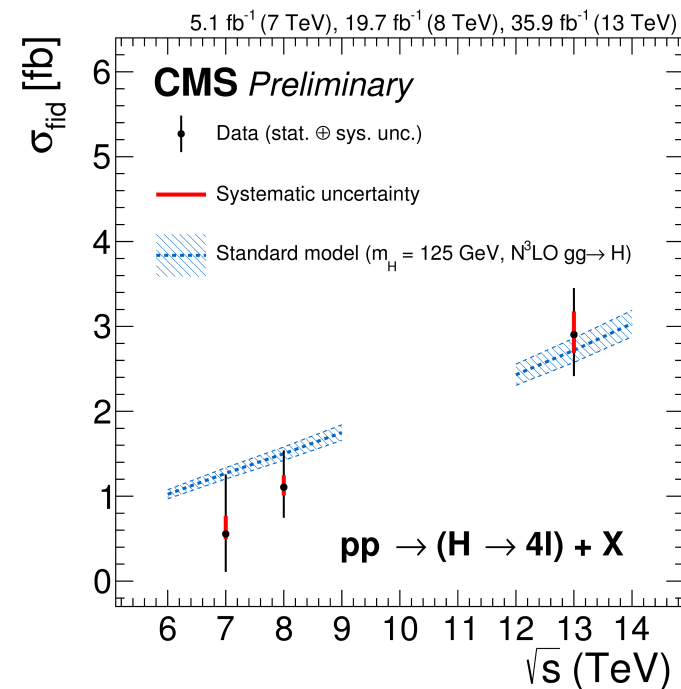 5.1 fb⁻¹ (7 TeV), 19.7 fb⁻¹ (8 TeV), 35.9 fb⁻¹ (13 TeV)
σ_fid [fb]
CMS Preliminary
Data (stat. ⊕ sys. unc.)
Systematic uncertainty
Standard model (m_H = 125 GeV, N³LO gg→ H)
6
5
4
3
2
1
0
pp → (H → 4l) + X
6 7 8 9 10 11 12 13 14
√s (TeV)